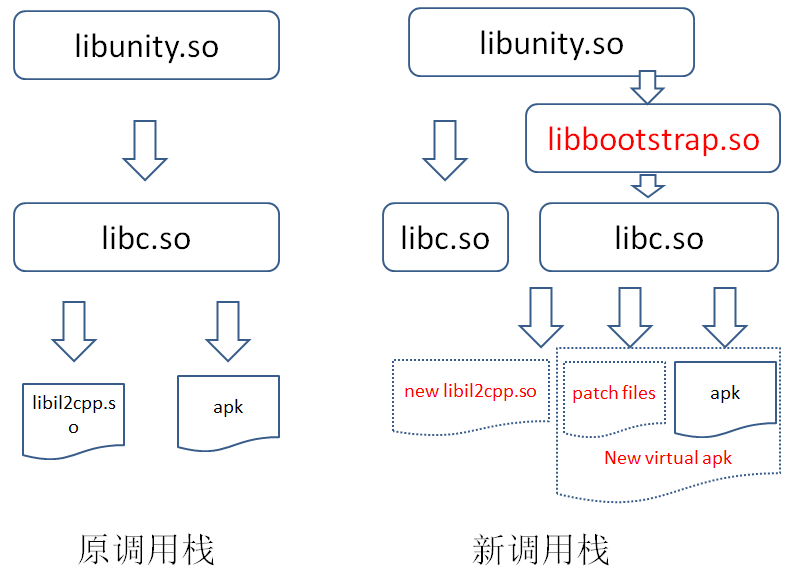 libunity.so
libc.so
libil2cpp.s
o
apk
原调用栈
libunity.so
libbootstrap.so
libc.so
libc.so
new libil2cpp.so
patch files
apk
New virtual apk
新调用栈